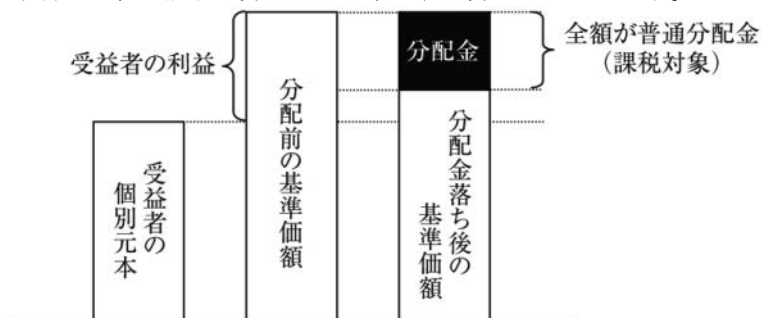 受益者の利益
分配金
全額が普通分配金
（課税対象）
受益者の
個別元本
分配前の基準価額
分配金落ち後の
基準価額